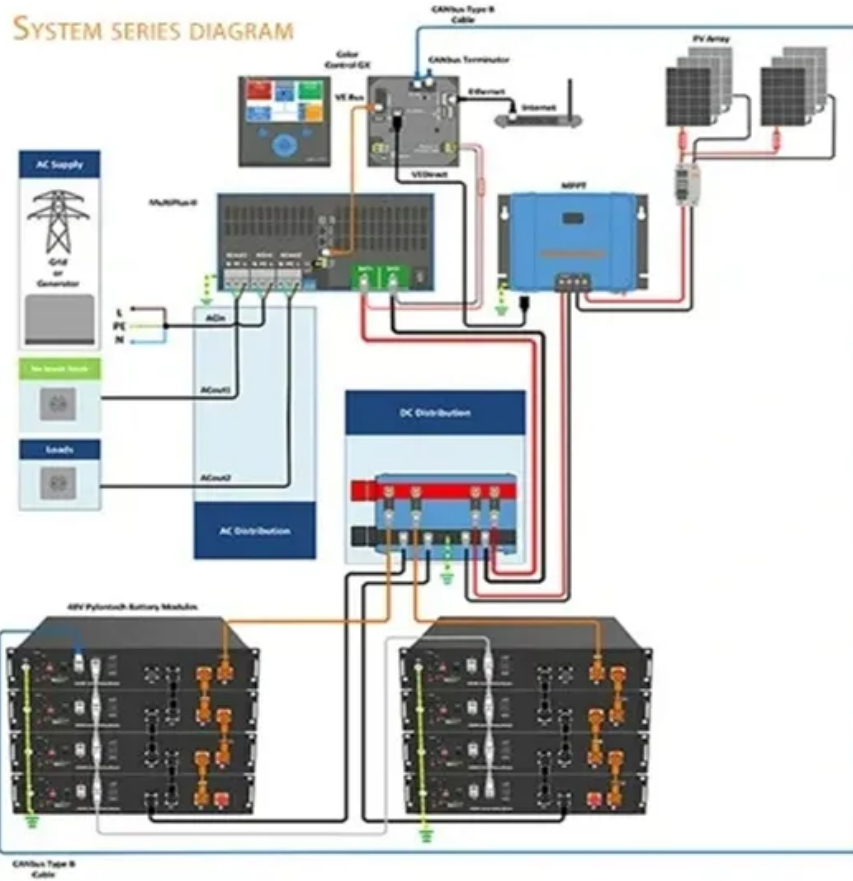 SYSTEM SERIES DIAGRAM
CANbus Type B
Cable
Color
Control GX
CANbus Terminator
PV Array
VE Bus
Ethernet
Internet
AC Supply
VE Direct
MPPT
MultiPlus-II
Grid
or
Generator
L
PE
N
ACin
ACout1
DC Distribution
Loads
ACout2
AC Distribution
48V Pylontech Battery Modules
CANbus Type B
Cable